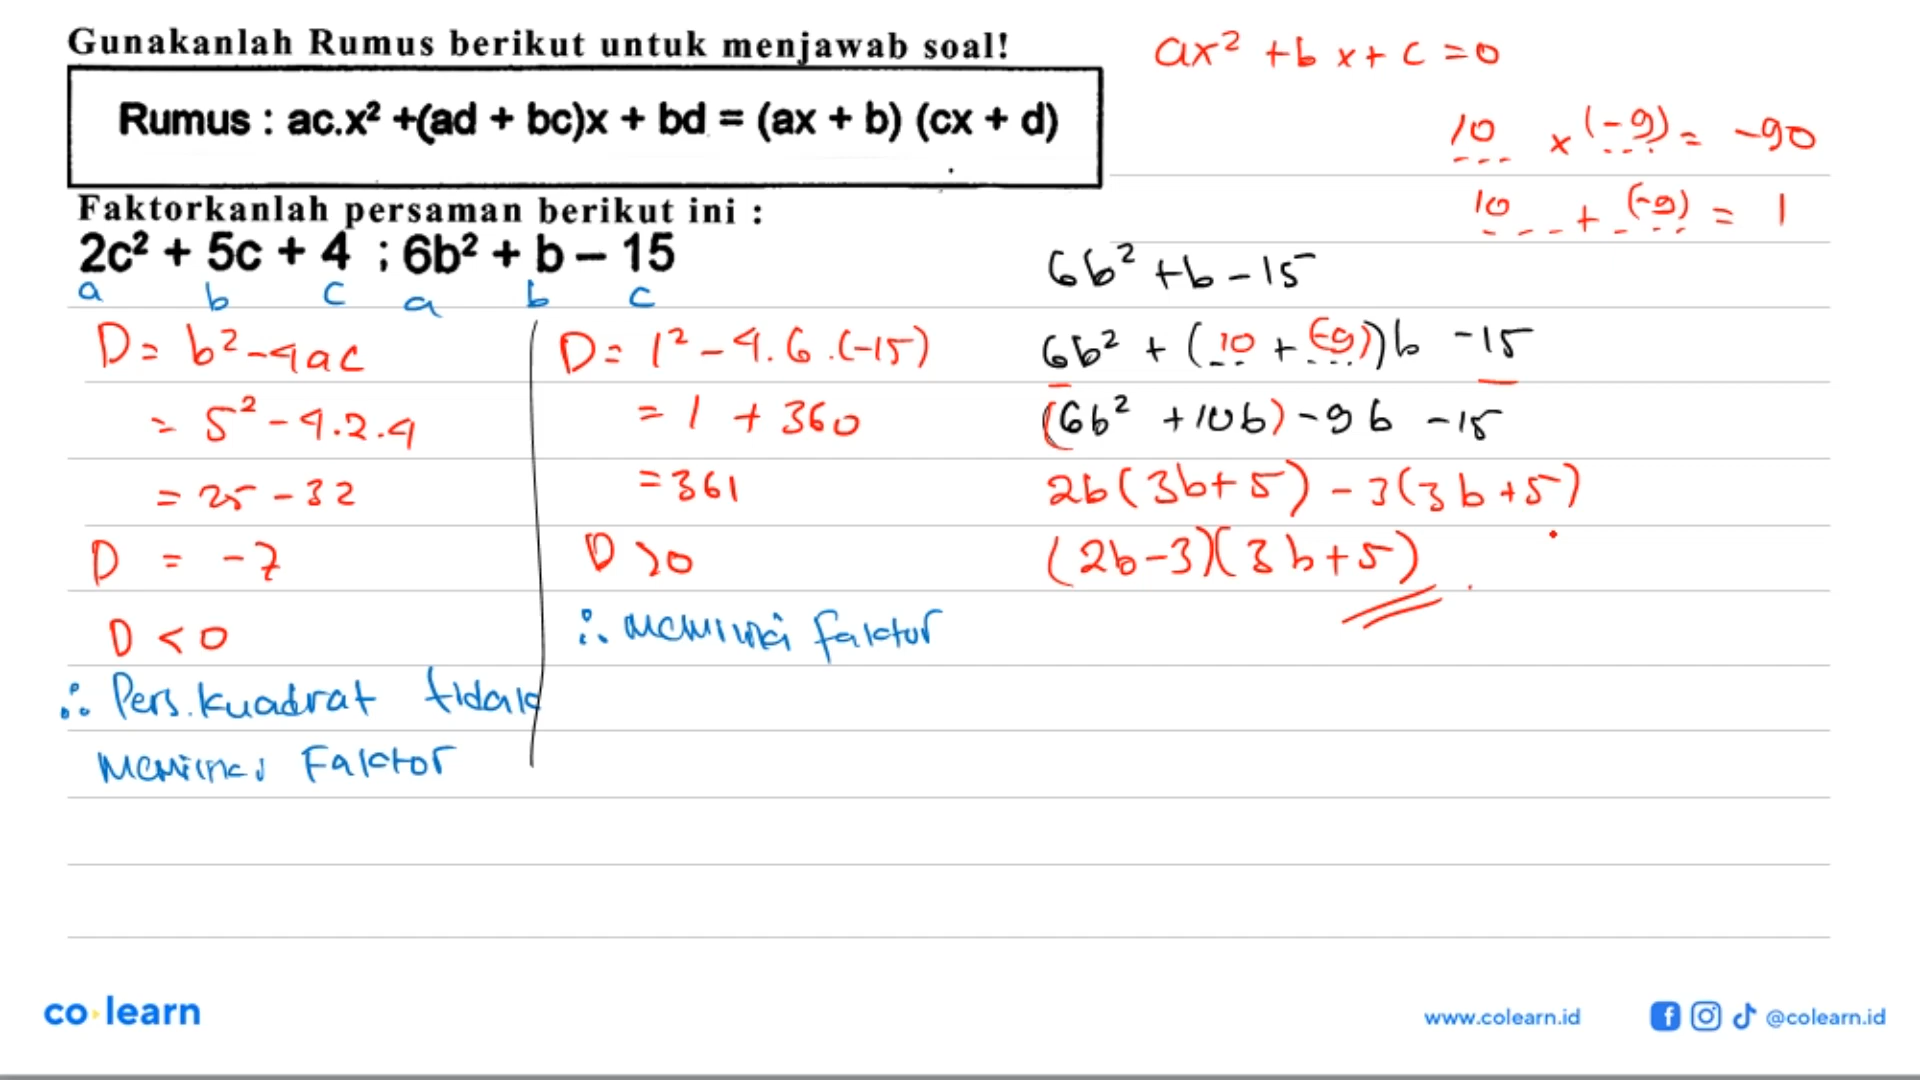 Gunakanlah Rumus berikut untuk menjawab soal!
Rumus : ac.x² +(ad + bc)x + bd = (ax + b) (cx + d)
Faktorkanlah persaman berikut ini :
2c² + 5c + 4 ; 6b² + b – 15
a b c a b c
D = b² - 4ac
= 5² - 4.2.4
= 25 - 32
D = -7
D < 0
∴ Pers. kuadrat tidak
memiliki Faktor
D = 1² - 4.6.(-15)
= 1 + 360
= 361
D > 0
∴ memiliki faktor
ax² + bx + c = 0
10 x (-9) = -90
10 + (-9) = 1
6b² + b - 15
6b² + (10 + (-9))b - 15
(6b² + 10b) - 9b - 15
2b(3b+5) - 3(3b+5)
(2b-3)(3b+5)
co learn
www.colearn.id
@colearn.id